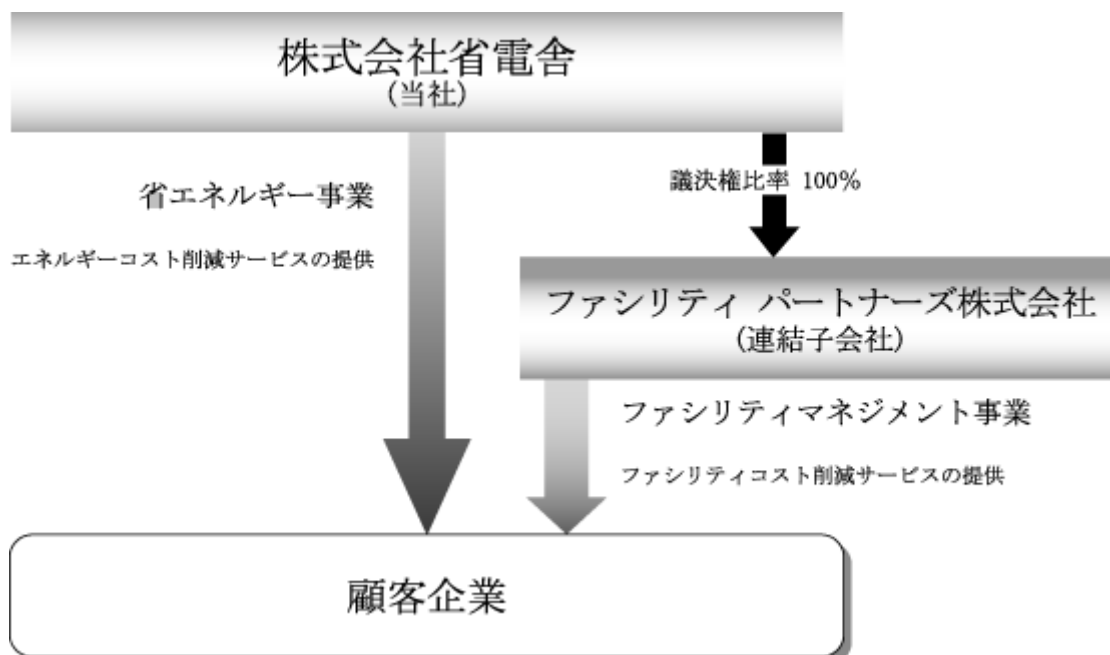 株式会社省電舎
(当社)
省エネルギー事業
エネルギーコスト削減サービスの提供
議決権比率 100%
ファシリティ パートナーズ株式会社
(連結子会社)
ファシリティマネジメント事業
ファシリティコスト削減サービスの提供
顧客企業